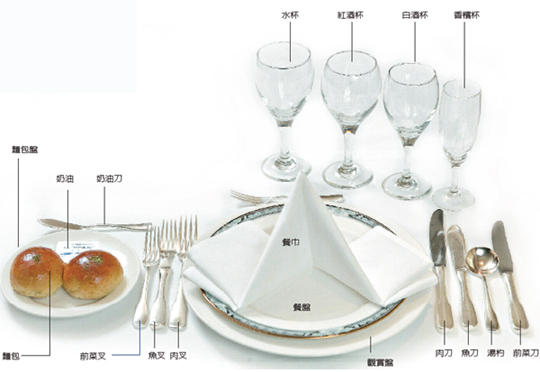 水杯
紅酒杯
白酒杯
香檳杯
麵包盤
奶油
奶油刀
餐巾
餐盤
麵包
前菜叉
魚叉
肉叉
觀賞盤
肉刀
魚刀
湯杓
前菜刀